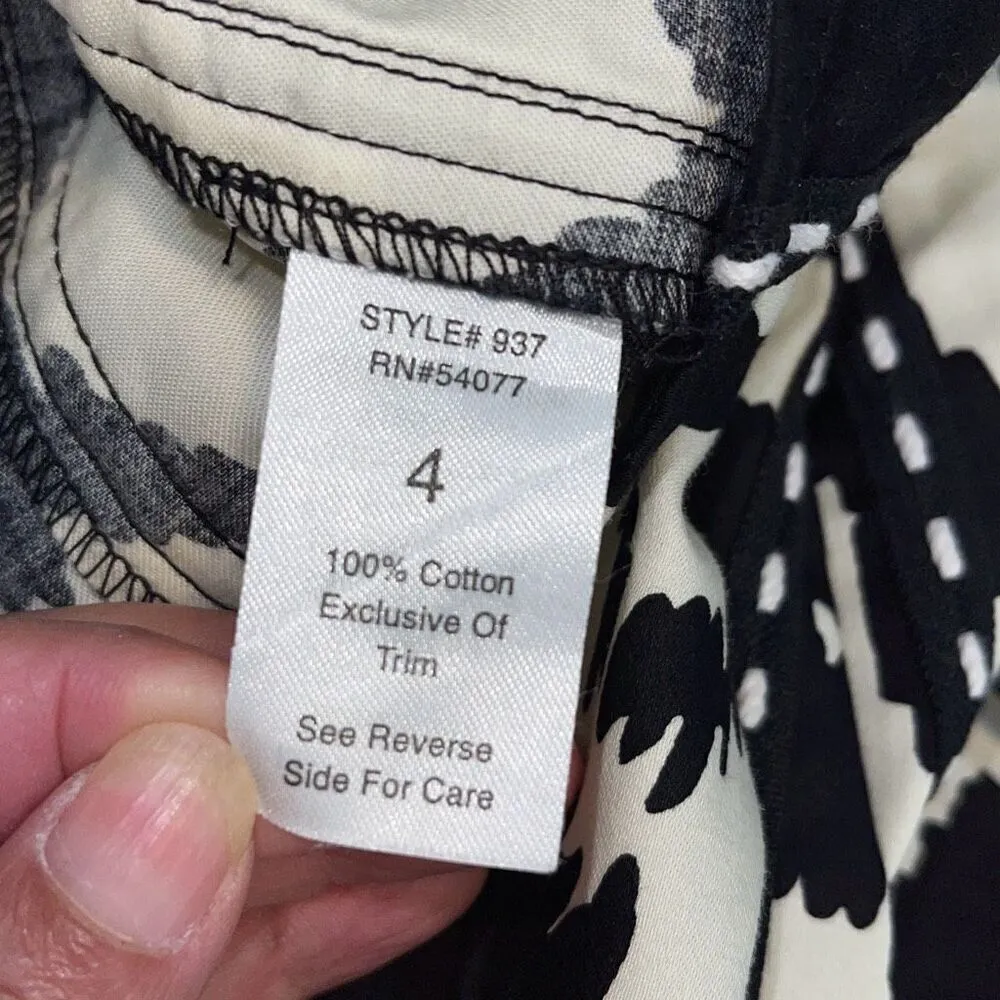 STYLE# 937
RN#54077
4
100% Cotton
Exclusive Of
Trim
See Reverse
Side For Care